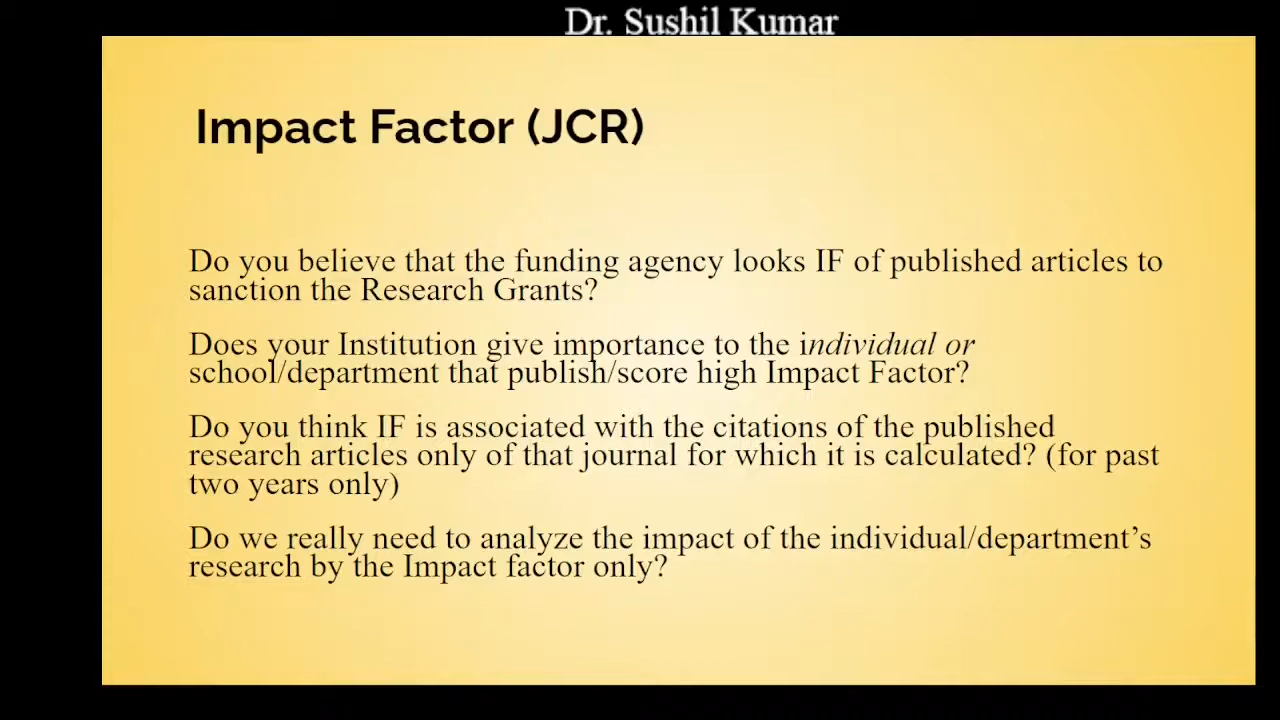 Dr. Sushil Kumar
Impact Factor (JCR)
Do you believe that the funding agency looks IF of published articles to
sanction the Research Grants?
Does your Institution give importance to the individual or
school/department that publish/score high Impact Factor?
Do you think IF is associated with the citations of the published
research articles only of that journal for which it is calculated? (for past
two years only)
Do we really need to analyze the impact of the individual/department’s
research by the Impact factor only?